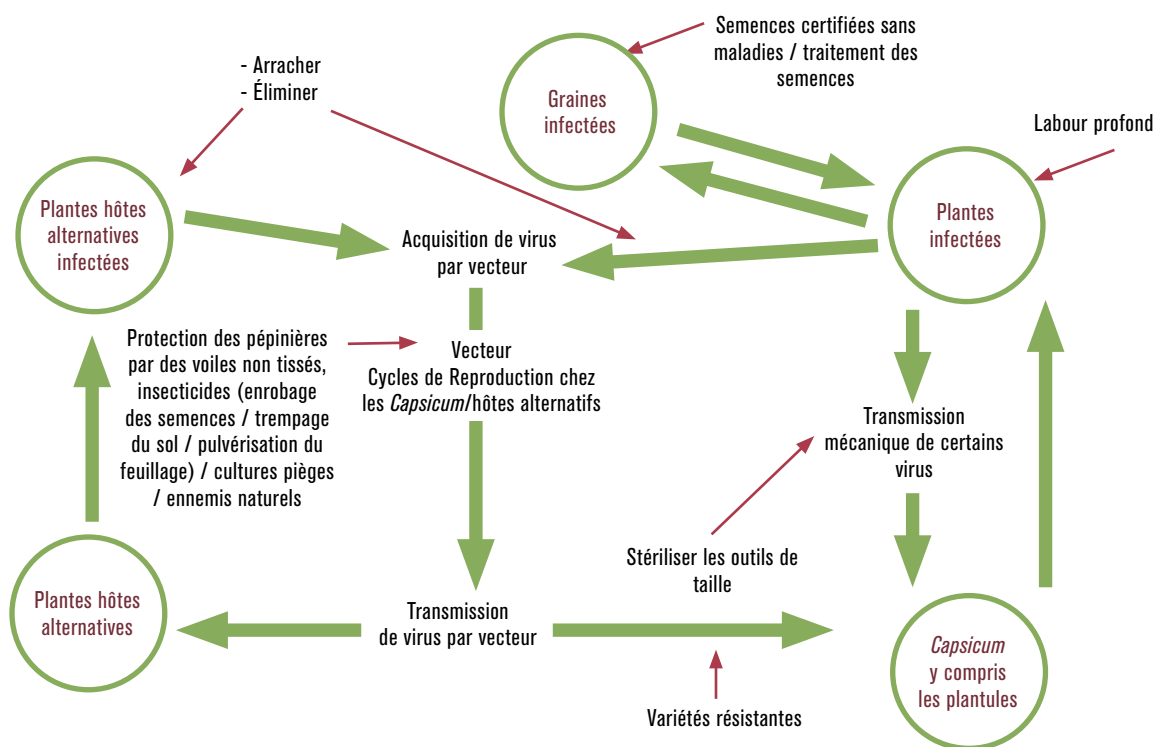 Semences certifiées sans
maladies / traitement des
semences
- Arracher
- Éliminer
Graines
infectées
Labour profond
Plantes hôtes
alternatives
infectées
Acquisition de virus
par vecteur
Plantes
infectées
Protection des pépinières
par des voiles non tissés,
insecticides (enrobage
des semences / trempage
du sol / pulvérisation du
feuillage) / cultures pièges
/ ennemis naturels
Vecteur
Cycles de Reproduction chez
les Capsicum/hôtes alternatifs
Transmission
mécanique de certains
virus
Stériliser les outils de
taille
Plantes hôtes
alternatives
Transmission
de virus par vecteur
Capsicum
y compris
les plantules
Variétés résistantes